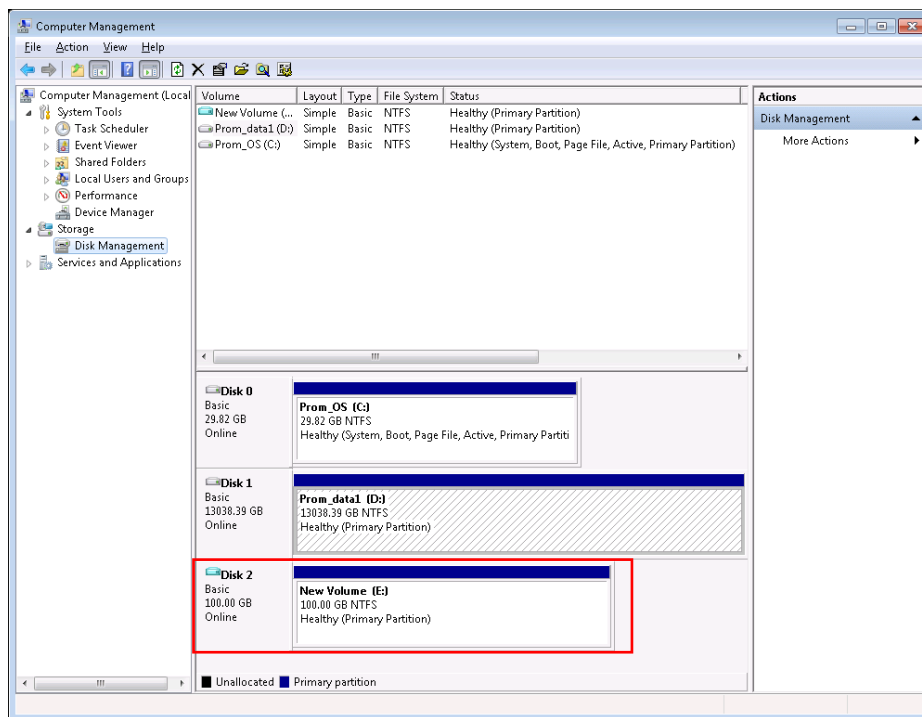 Computer Management
File Action View Help
Computer Management (Local
System Tools
Task Scheduler
Event Viewer
Shared Folders
Local Users and Groups
Performance
Device Manager
Storage
Disk Management
Services and Applications
Volume Layout Type File System Status
New Volume (... Simple Basic NTFS Healthy (Primary Partition)
Prom_data1 (D:) Simple Basic NTFS Healthy (Primary Partition)
Prom_OS (C:) Simple Basic NTFS Healthy (System, Boot, Page File, Active, Primary Partition)
Disk 0
Basic
29.82 GB
Online
Prom_OS (C:)
29.82 GB NTFS
Healthy (System, Boot, Page File, Active, Primary Partiti
Disk 1
Basic
13038.39 GB
Online
Prom_data1 (D:)
13038.39 GB NTFS
Healthy (Primary Partition)
Disk 2
Basic
100.00 GB
Online
New Volume (E:)
100.00 GB NTFS
Healthy (Primary Partition)
Unallocated Primary partition
Actions
Disk Management
More Actions